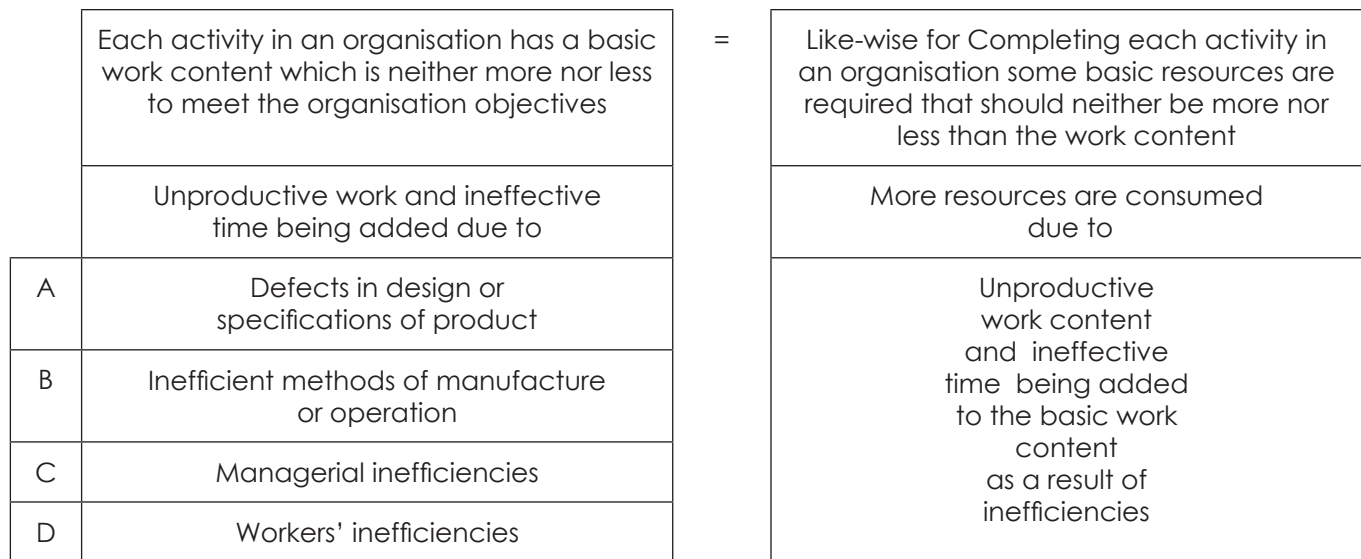 Each activity in an organisation has a basic
work content which is neither more nor less
to meet the organisation objectives
=
Like-wise for Completing each activity in
an organisation some basic resources are
required that should neither be more nor
less than the work content
Unproductive work and ineffective
time being added due to
More resources are consumed
due to
A
Defects in design or
specifications of product
B
Inefficient methods of manufacture
or operation
C
Managerial inefficiencies
D
Workers’ inefficiencies
Unproductive
work content
and ineffective
time being added
to the basic work
content
as a result of
inefficiencies